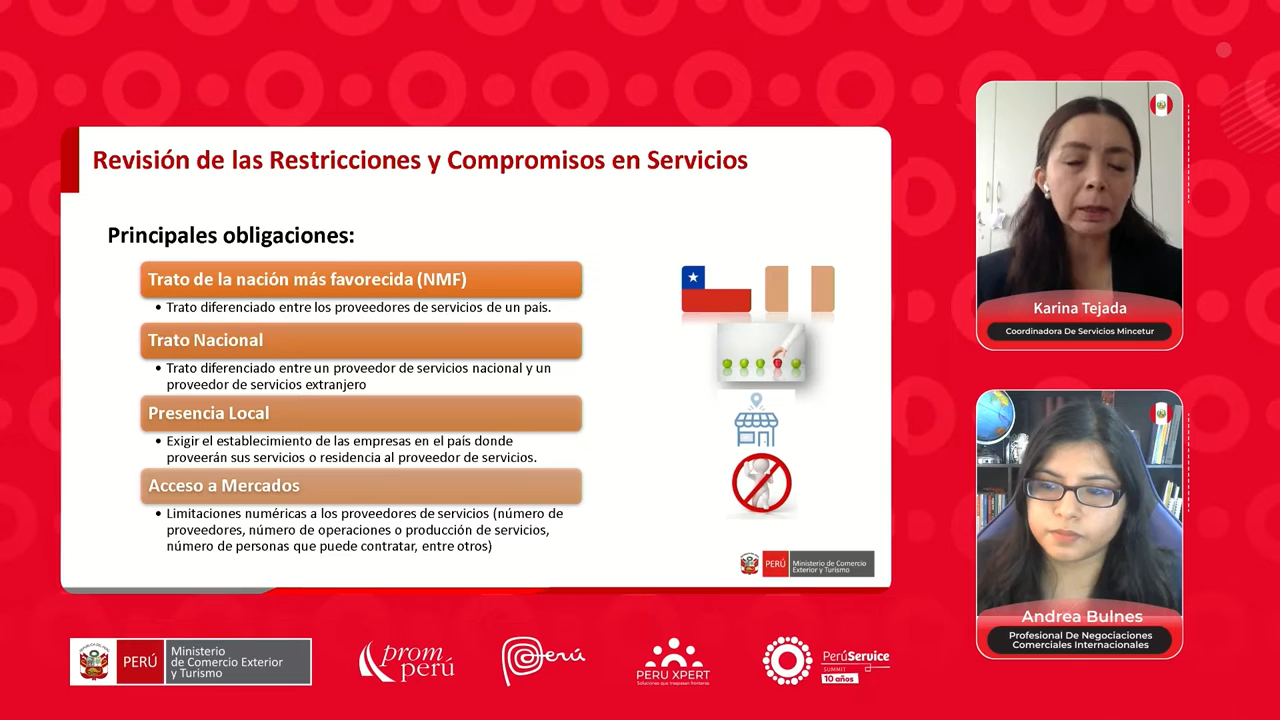 Revisión de las Restricciones y Compromisos en Servicios
Principales obligaciones:
Trato de la nación más favorecida (NMF)
• Trato diferenciado entre los proveedores de servicios de un país.
Trato Nacional
• Trato diferenciado entre un proveedor de servicios nacional y un
proveedor de servicios extranjero
Presencia Local
• Exigir el establecimiento de las empresas en el país donde
proveerán sus servicios o residencia al proveedor de servicios.
Acceso a Mercados
• Limitaciones numéricas a los proveedores de servicios (número de
proveedores, número de operaciones o producción de servicios,
número de personas que puede contratar, entre otros)
PERÚ
Ministerio de Comercio
Exterior y Turismo
Karina Tejada
Coordinadora De Servicios Mincetur
Andrea Bulnes
Profesional De Negociaciones
Comerciales Internacionales
PERÚ
Ministerio
de Comercio Exterior
y Turismo
prom
perú
Perú
PERU XPERT
Soluciones que traspasan fronteras
PerúService
SUMMIT
10 años